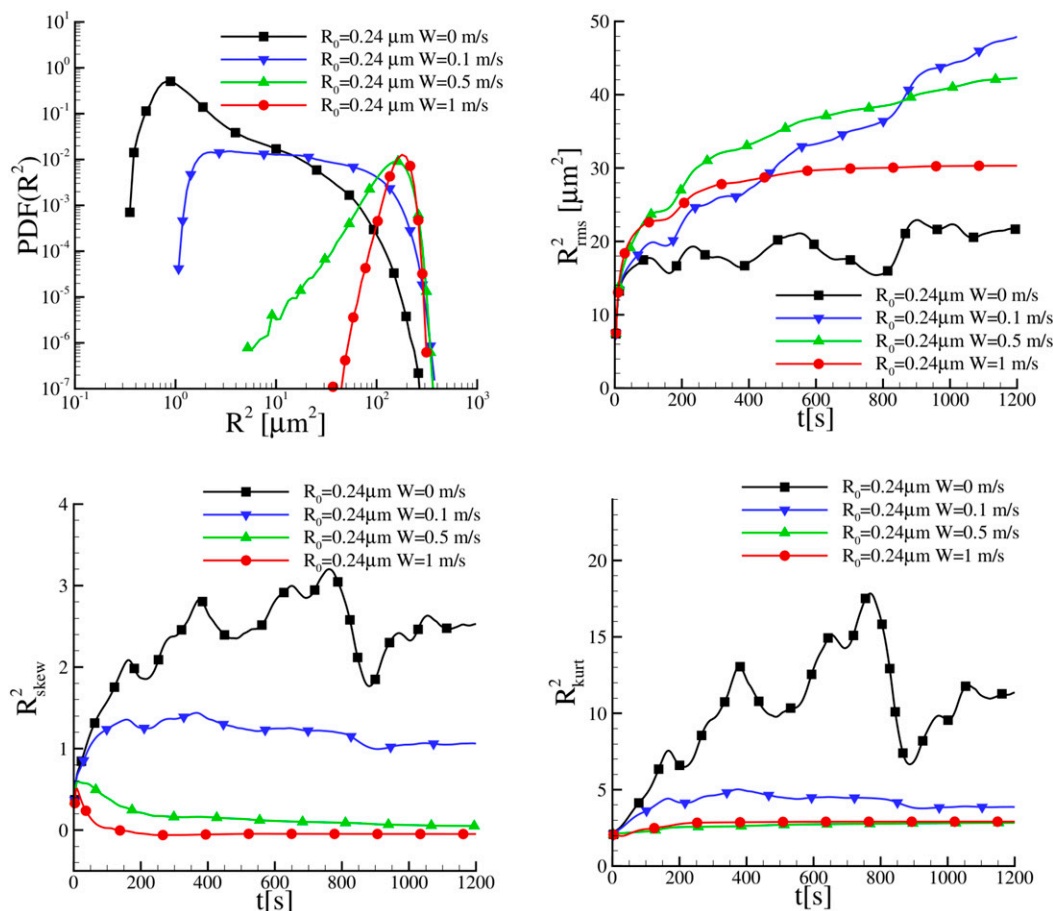 10¹
10⁰
10⁻¹
10⁻²
10⁻³
10⁻⁴
10⁻⁵
10⁻⁶
10⁻⁷
PDF(R²)
R₀=0.24 μm W=0 m/s
R₀=0.24 μm W=0.1 m/s
R₀=0.24 μm W=0.5 m/s
R₀=0.24 μm W=1 m/s
10⁻¹ 10⁰ 10¹ 10² 10³
R² [μm²]
50
40
30
20
10
0
R²rms [μm²]
R₀=0.24μm W=0 m/s
R₀=0.24μm W=0.1 m/s
R₀=0.24μm W=0.5 m/s
R₀=0.24μm W=1 m/s
0 200 400 600 800 1000 1200
t[s]
4
3
2
1
0
R²skew
R₀=0.24μm W=0 m/s
R₀=0.24μm W=0.1 m/s
R₀=0.24μm W=0.5 m/s
R₀=0.24μm W=1 m/s
0 200 400 600 800 1000 1200
t[s]
20
15
10
5
0
R²kurt
R₀=0.24μm W=0 m/s
R₀=0.24μm W=0.1 m/s
R₀=0.24μm W=0.5 m/s
R₀=0.24μm W=1 m/s
0 200 400 600 800 1000 1200
t[s]